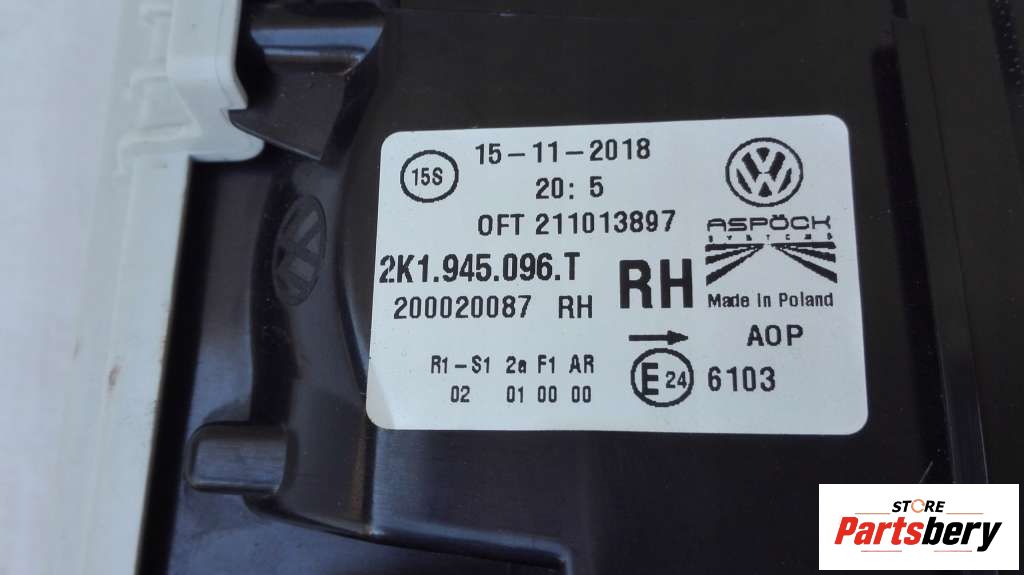 15S
15-11-2018
20: 5
OFT 211013897
2K1.945.096.T
200020087 RH
RH
ASPÖCK
SYSTEMS
Made in Poland
AOP
R1-S1 2a F1 AR
02 01 00 00
E 24 6103
STORE
Partsbery